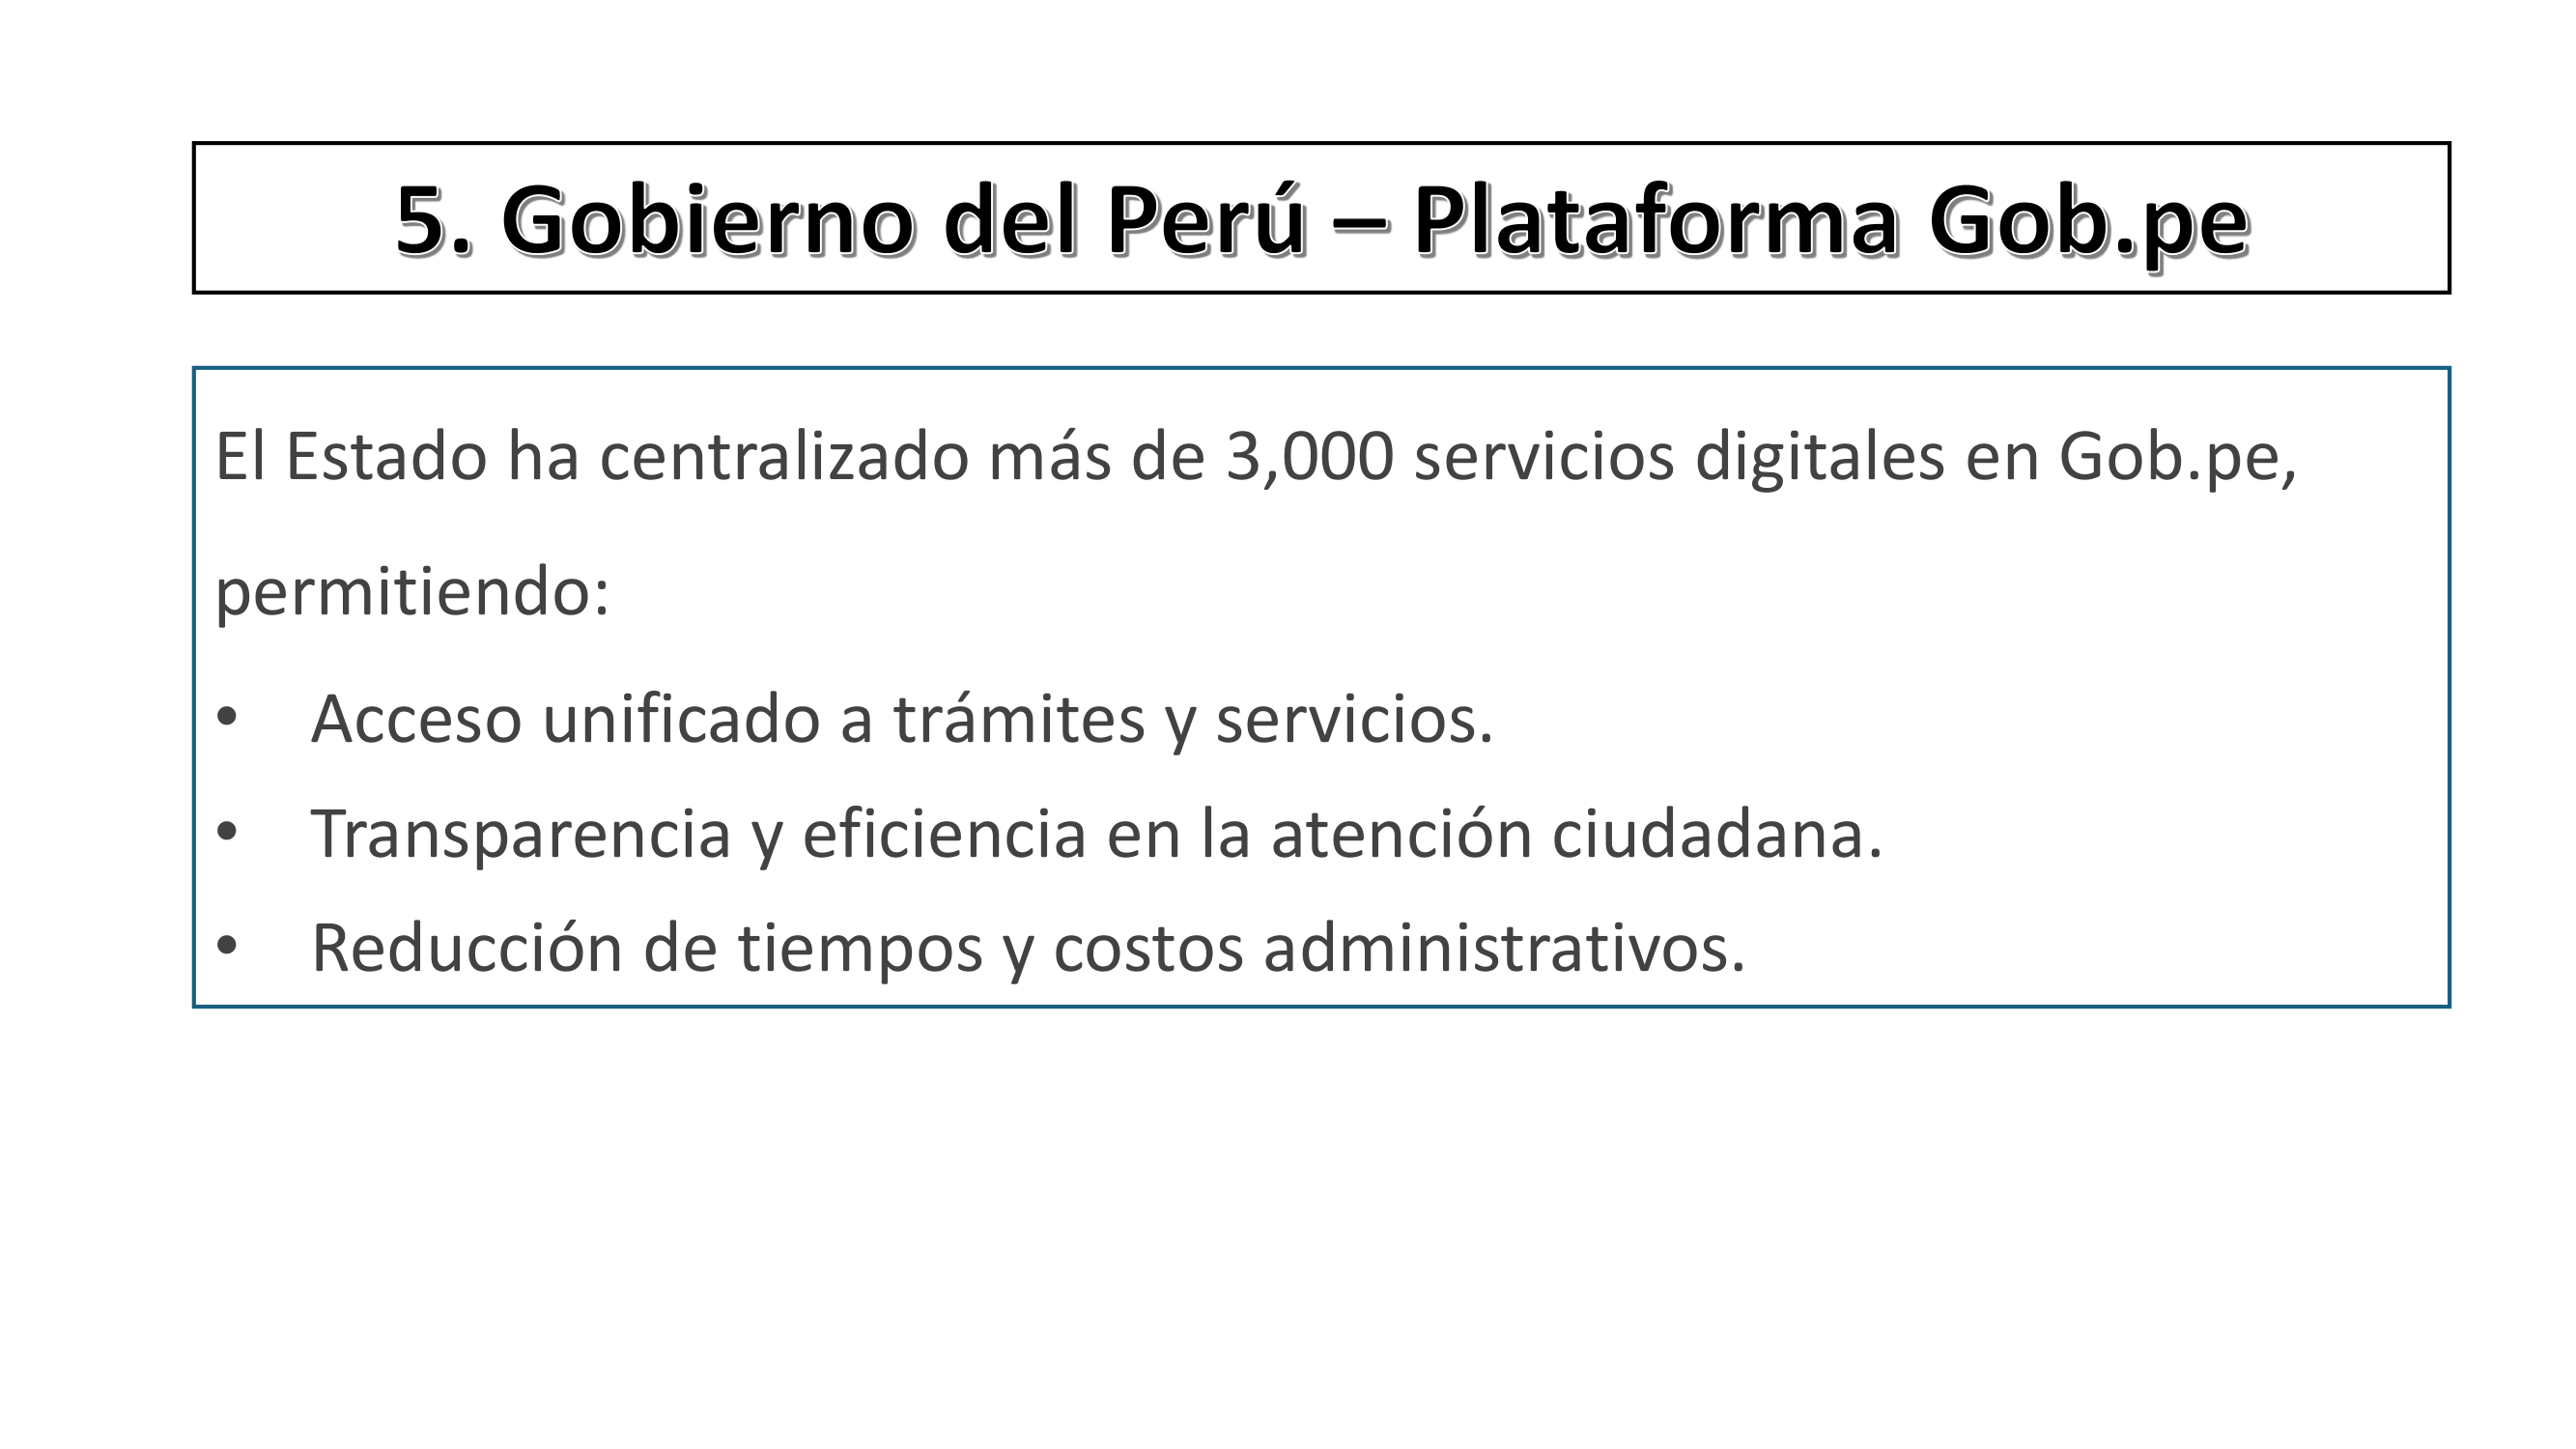 5. Gobierno del Perú – Plataforma Gob.pe
El Estado ha centralizado más de 3,000 servicios digitales en Gob.pe,
permitiendo:
• Acceso unificado a trámites y servicios.
• Transparencia y eficiencia en la atención ciudadana.
• Reducción de tiempos y costos administrativos.